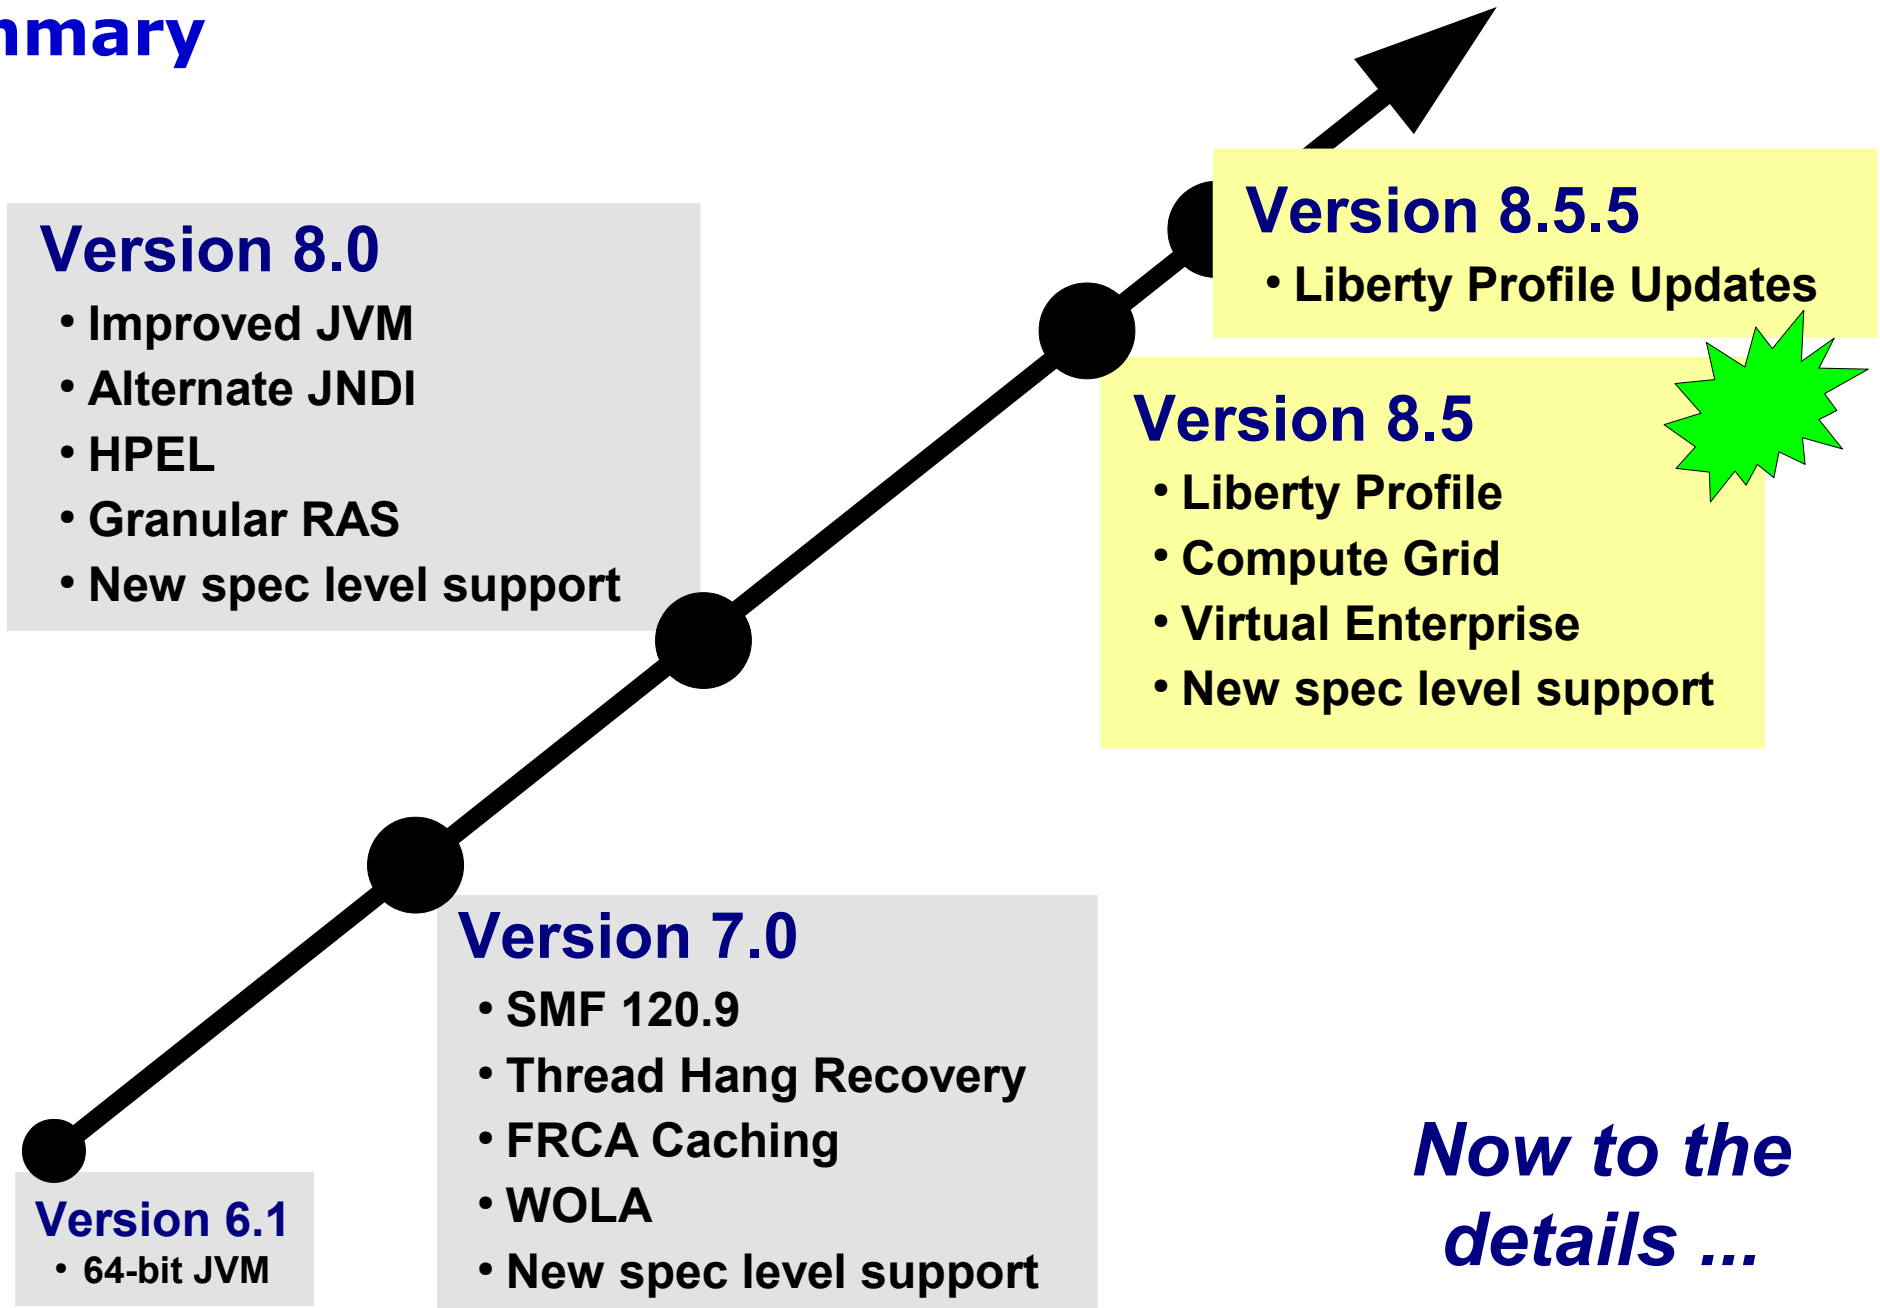 mmary
Version 8.0
• Improved JVM
• Alternate JNDI
• HPEL
• Granular RAS
• New spec level support
Version 8.5.5
• Liberty Profile Updates
Version 8.5
• Liberty Profile
• Compute Grid
• Virtual Enterprise
• New spec level support
Version 7.0
• SMF 120.9
• Thread Hang Recovery
• FRCA Caching
• WOLA
• New spec level support
Version 6.1
• 64-bit JVM
Now to the
details ...